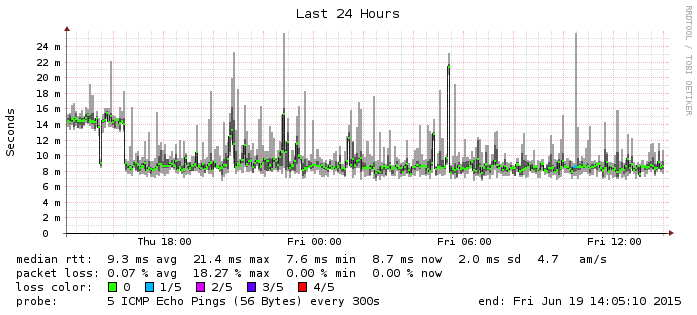 Last 24 Hours
RRDTOOL / TOBI OETIKER
Seconds
24 m
22 m
20 m
18 m
16 m
14 m
12 m
10 m
8 m
6 m
4 m
2 m
0
Thu 18:00 Fri 00:00 Fri 06:00 Fri 12:00
median rtt: 9.3 ms avg 21.4 ms max 7.6 ms min 8.7 ms now 2.0 ms sd 4.7 am/s
packet loss: 0.07 % avg 18.27 % max 0.00 % min 0.00 % now
loss color: 0 1/5 2/5 3/5 4/5
probe: 5 ICMP Echo Pings (56 Bytes) every 300s end: Fri Jun 19 14:05:10 2015